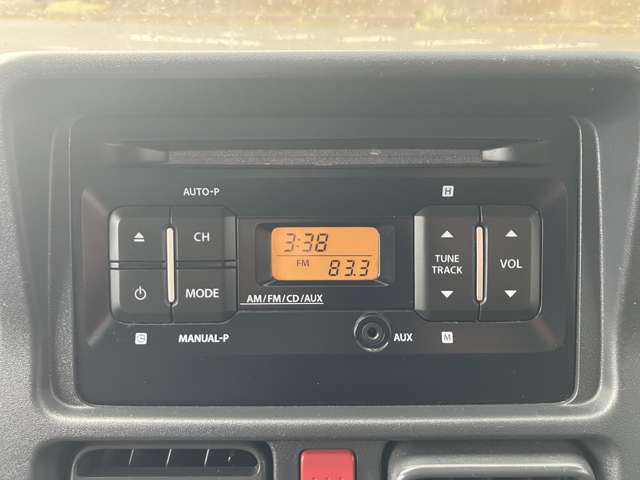 AUTO-P
H
CH
3:38
FM 83.3
TUNE
TRACK
VOL
MODE
AM/FM/CD/AUX
C
MANUAL-P
AUX
M